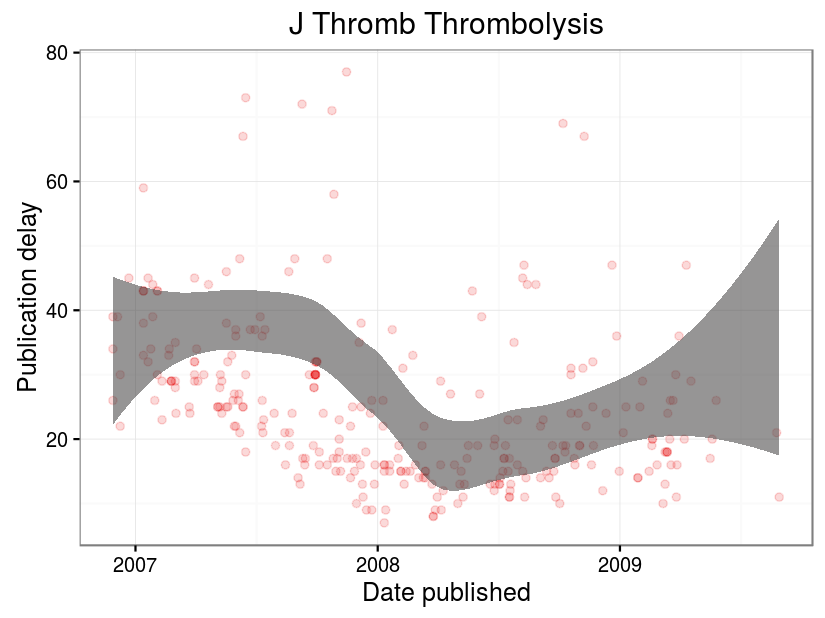 J Thromb Thrombolysis
80
60
40
20
Publication delay
2007
2008
2009
Date published